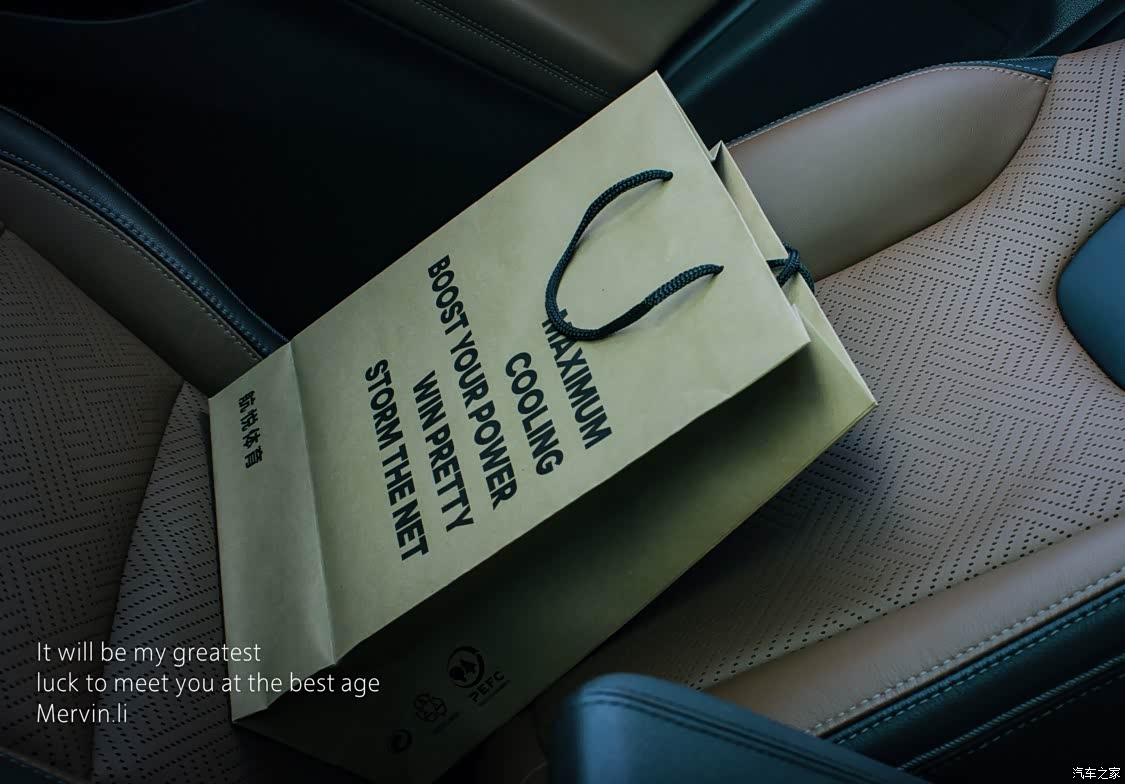 MAXIMUM
COOLING
BOOST YOUR POWER
WIN PRETTY
STORM THE NET
航悦体育
PEFC
It will be my greatest
luck to meet you at the best age
Mervin.li
汽车之家